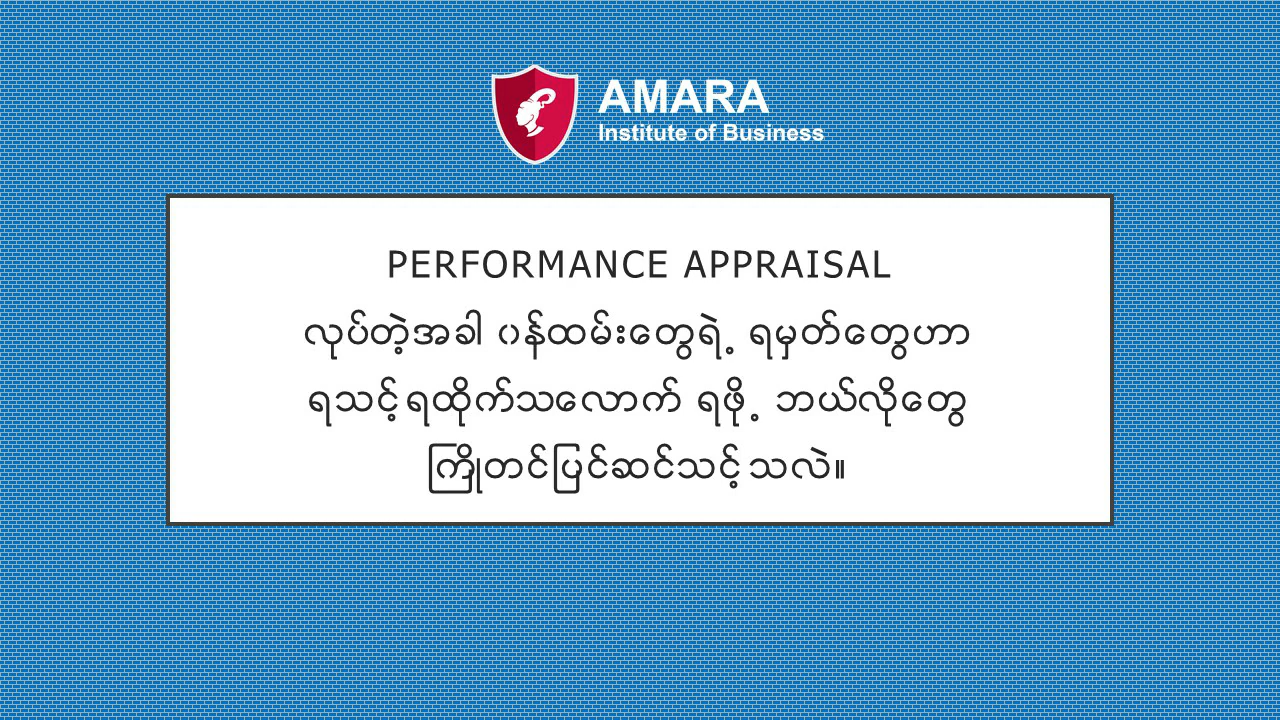 AMARA
Institute of Business
PERFORMANCE APPRAISAL
လုပ်တဲ့အခါ ဝန်ထမ်းတွေရဲ့ ရမှတ်တွေဟာ
ရသင့်ရထိုက်သလောက် ရဖို့ ဘယ်လိုတွေ
ကြိုတင်ပြင်ဆင်သင့်သလဲ။